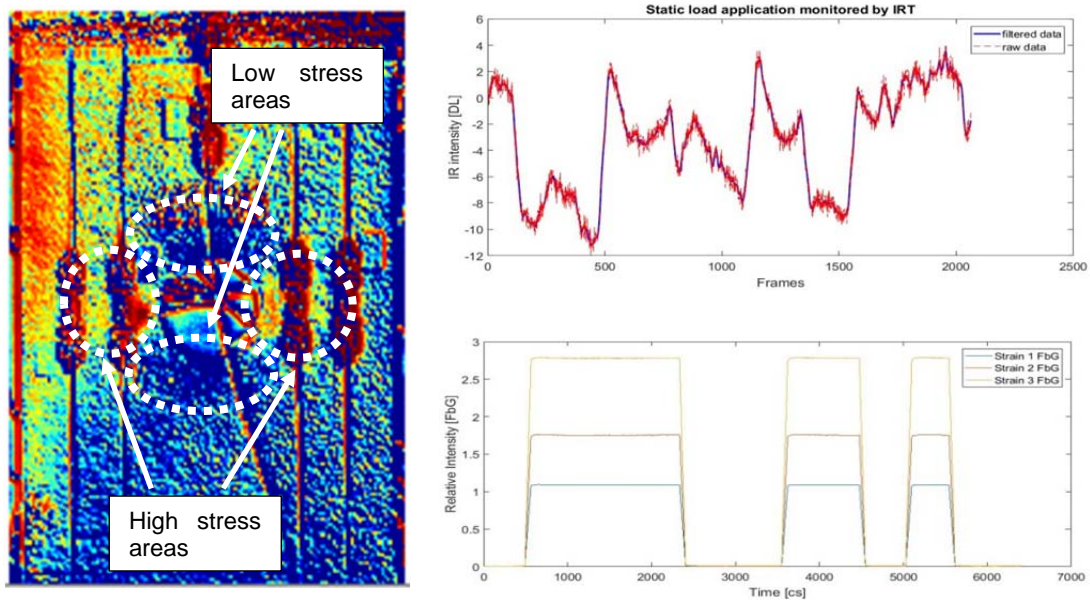 Low stress
areas
High stress
areas
Static load application monitored by IRT
filtered data
raw data
IR intensity [DL]
6
4
2
0
-2
-4
-6
-8
-10
-12
0
500
1000
1500
2000
2500
Frames
Strain 1 FbG
Strain 2 FbG
Strain 3 FbG
Relative Intensity [FbG]
3
2.5
2
1.5
1
0.5
0
0
1000
2000
3000
4000
5000
6000
7000
Time [cs]